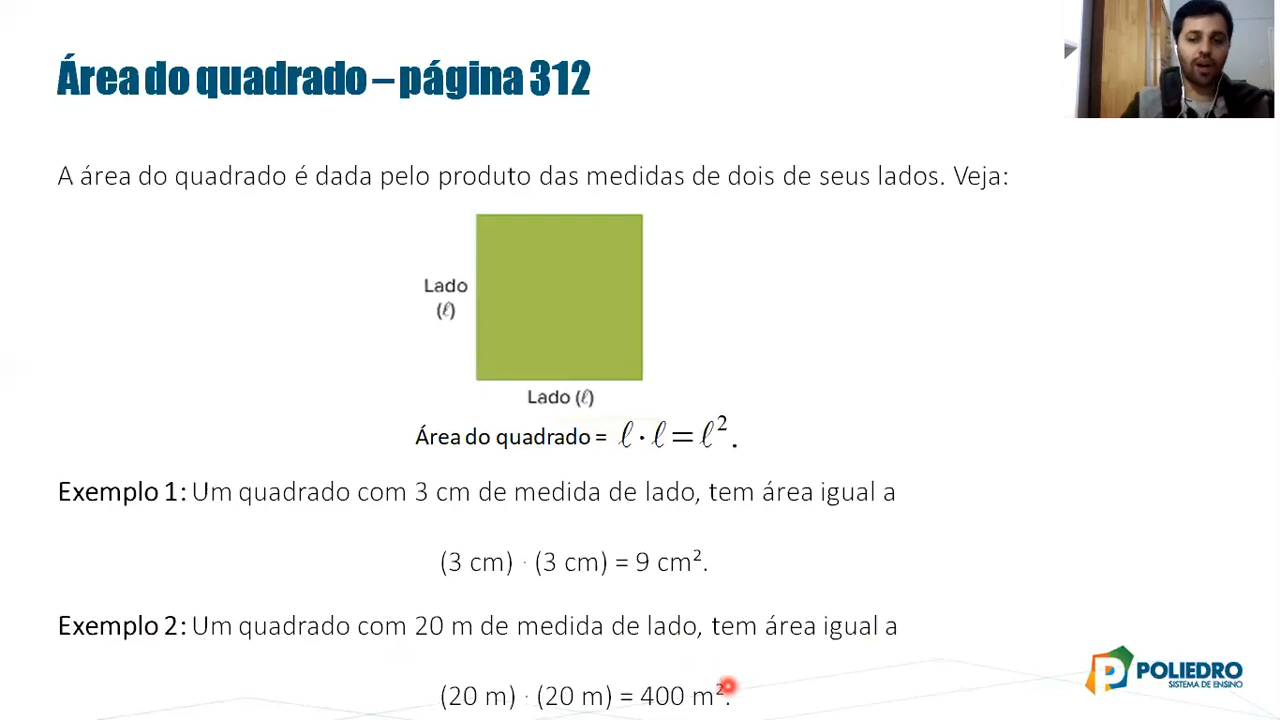 Área do quadrado – página 312
A área do quadrado é dada pelo produto das medidas de dois de seus lados. Veja:
Lado
(ℓ)
Lado (ℓ)
Área do quadrado = ℓ · ℓ = ℓ².
Exemplo 1: Um quadrado com 3 cm de medida de lado, tem área igual a
(3 cm) · (3 cm) = 9 cm².
Exemplo 2: Um quadrado com 20 m de medida de lado, tem área igual a
(20 m) · (20 m) = 400 m².
POLIEDRO
SISTEMA DE ENSINO